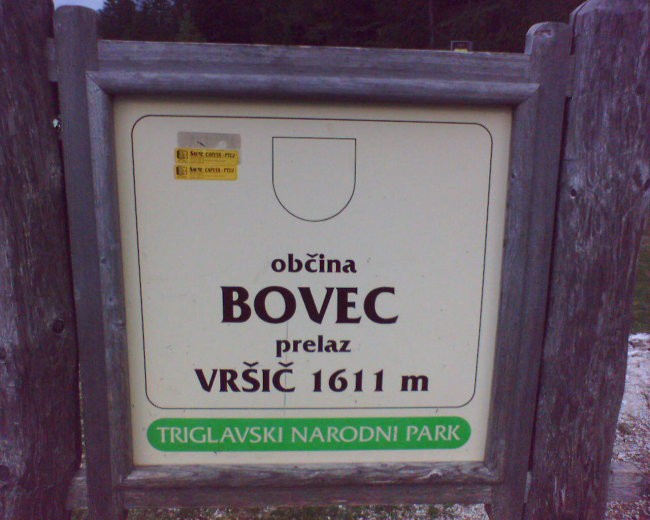 občina
BOVEC
prelaz
VRŠIČ 1611 m
TRIGLAVSKI NARODNI PARK